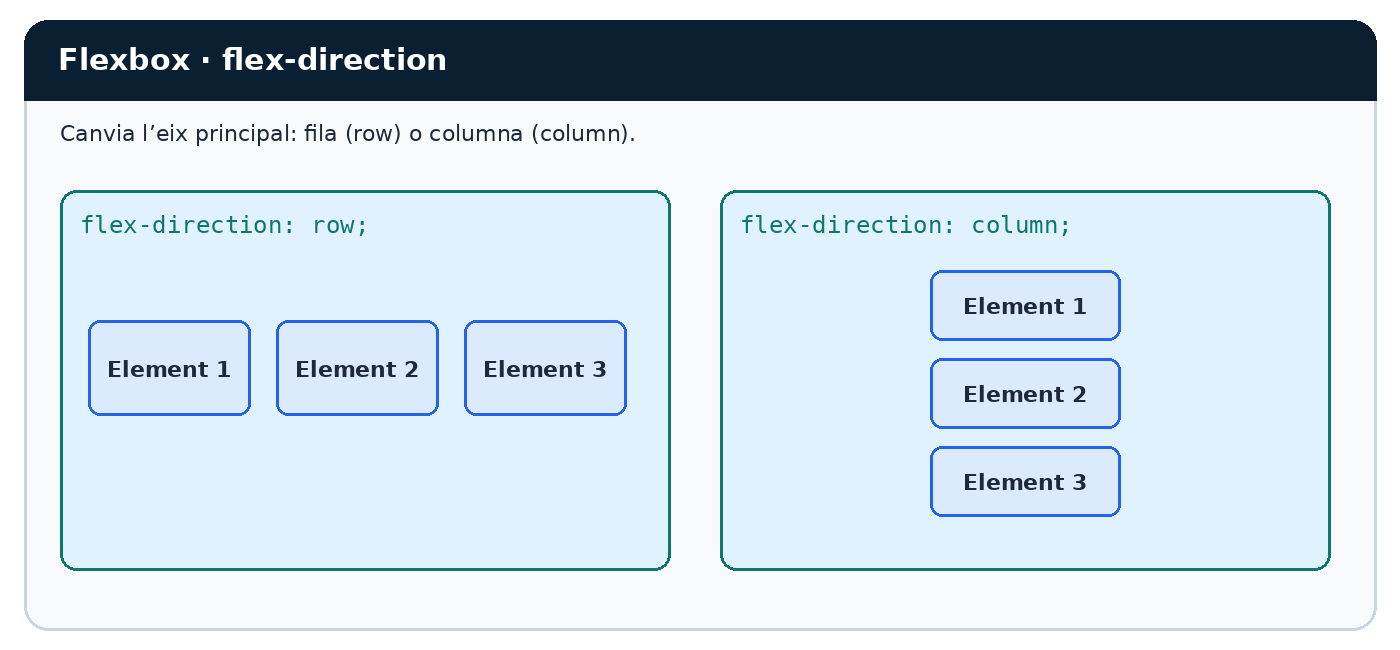 Flexbox · flex-direction
Canvia l’eix principal: fila (row) o columna (column).
flex-direction: row;
Element 1 Element 2 Element 3
flex-direction: column;
Element 1
Element 2
Element 3